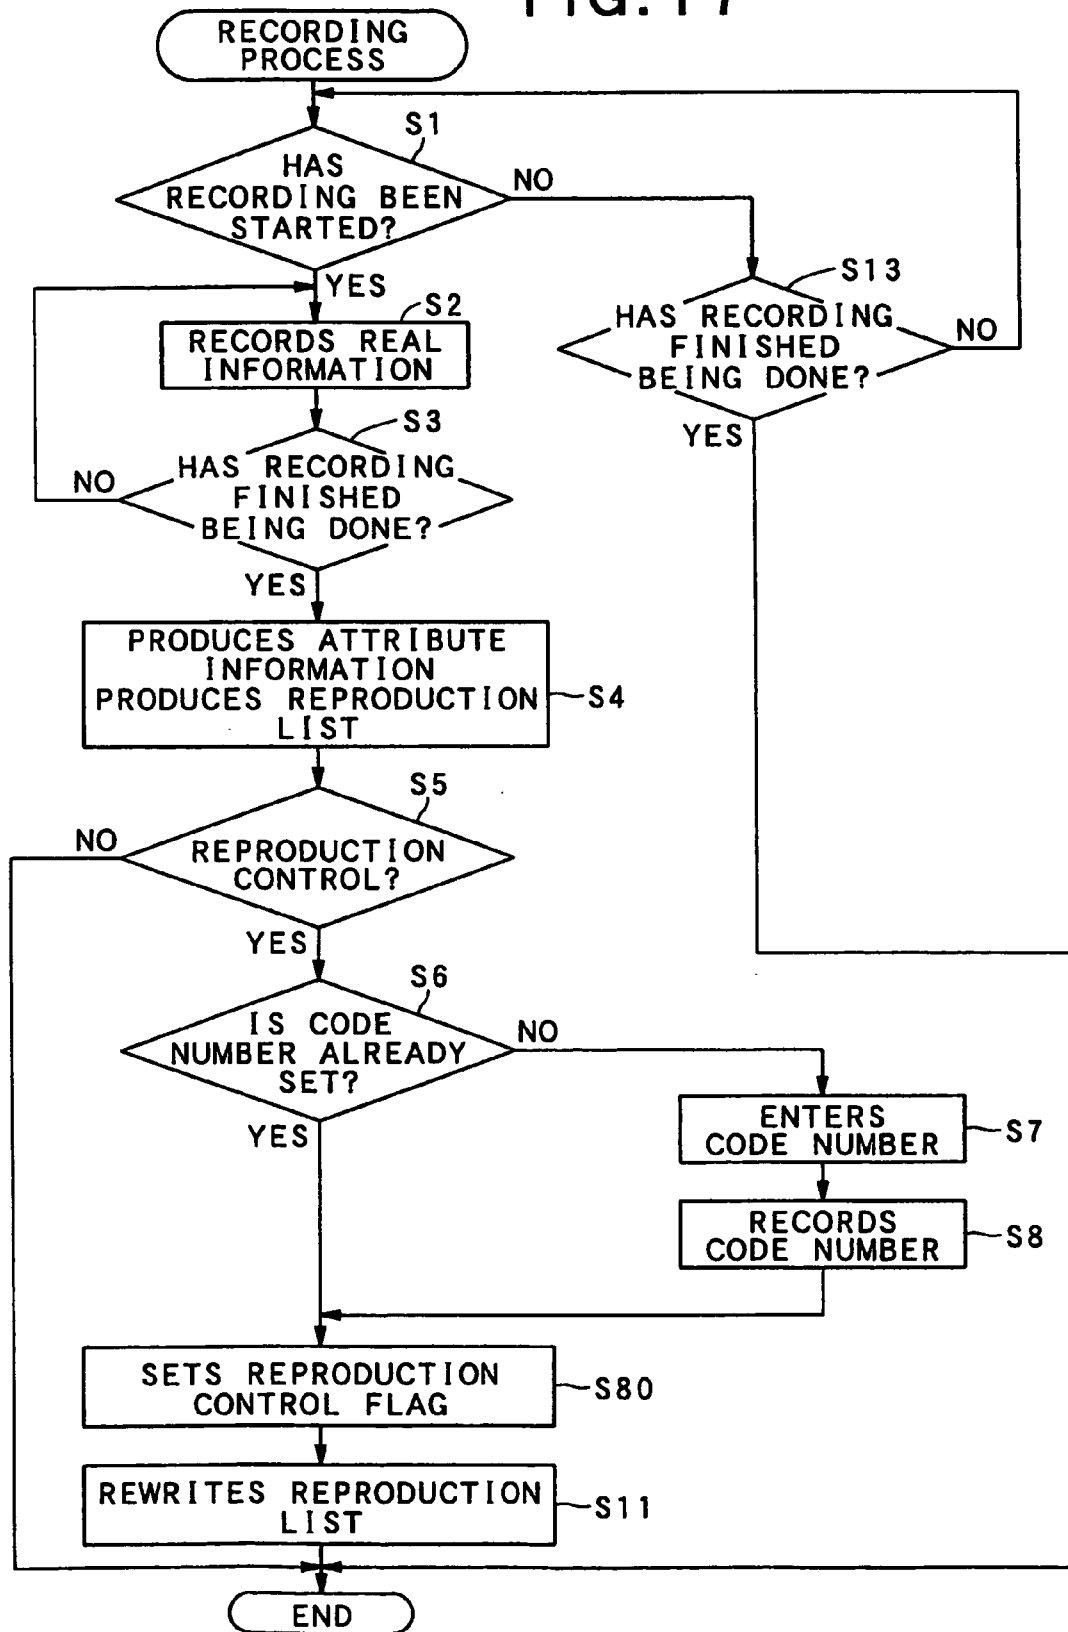 FIG. 17
RECORDING
PROCESS
S1
HAS
RECORDING BEEN
STARTED?
NO
YES
S13
HAS RECORDING
FINISHED
BEING DONE?
NO
YES
S2
RECORDS REAL
INFORMATION
S3
HAS RECORDING
FINISHED
BEING DONE?
NO
YES
PRODUCES ATTRIBUTE
INFORMATION
PRODUCES REPRODUCTION
LIST
S4
S5
REPRODUCTION
CONTROL?
NO
YES
S6
IS CODE
NUMBER ALREADY
SET?
NO
YES
ENTERS
CODE NUMBER
S7
RECORDS
CODE NUMBER
S8
SETS REPRODUCTION
CONTROL FLAG
S80
REWRITES REPRODUCTION
LIST
S11
END